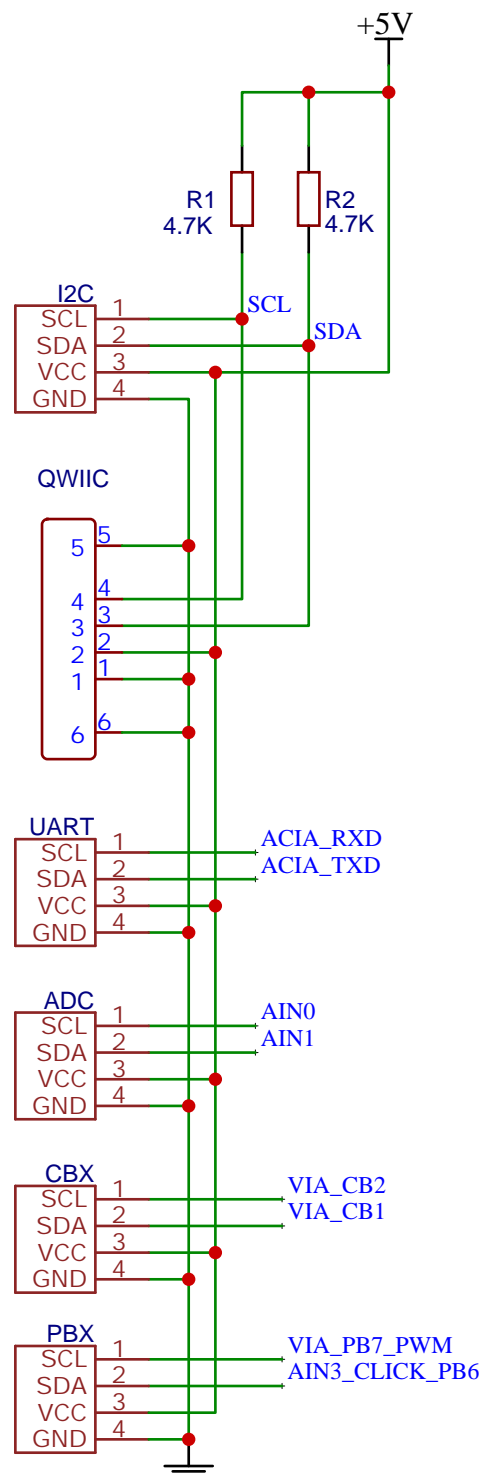 +5V
R1
4.7K
R2
4.7K
I2C
SCL 1
SDA 2
VCC 3
GND 4
SCL
SDA
QWIIC
5 5
4 4
3 3
2 2
1 1
6 6
UART
SCL 1 ACIA_RXD
SDA 2 ACIA_TXD
VCC 3
GND 4
ADC
SCL 1 AIN0
SDA 2 AIN1
VCC 3
GND 4
CBX
SCL 1 VIA_CB2
SDA 2 VIA_CB1
VCC 3
GND 4
PBX
SCL 1 VIA_PB7_PWM
SDA 2 AIN3_CLICK_PB6
VCC 3
GND 4